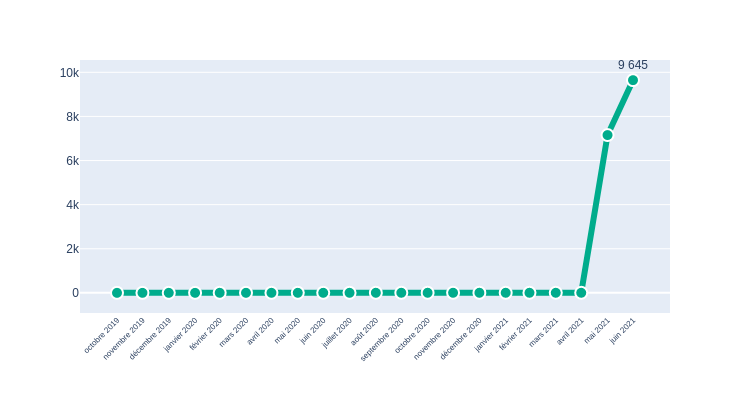 9 645
10k
8k
6k
4k
2k
0
octobre 2019
novembre 2019
décembre 2019
janvier 2020
février 2020
mars 2020
avril 2020
mai 2020
juin 2020
juillet 2020
août 2020
septembre 2020
octobre 2020
novembre 2020
décembre 2020
janvier 2021
février 2021
mars 2021
avril 2021
mai 2021
juin 2021